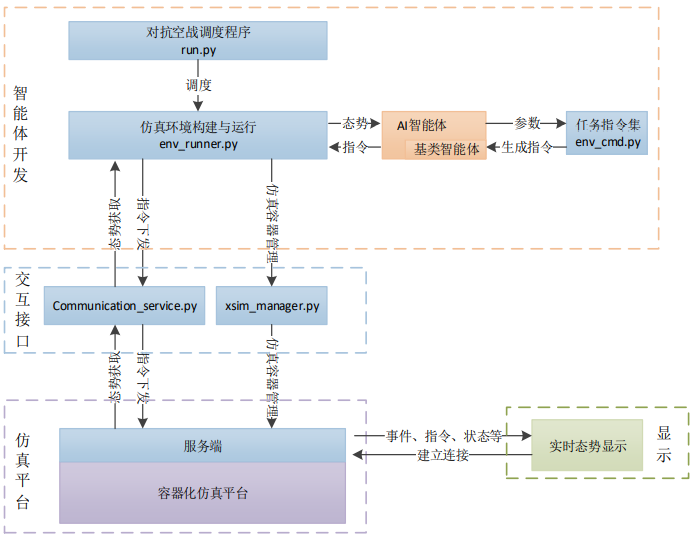 对抗空战调度程序
run.py
调度
智能体开发
仿真环境构建与运行
env_runner.py
态势
指令
AI智能体
基类智能体
参数
生成指令
任务指令集
env_cmd.py
态势获取
指令下发
仿真容器管理
交互接口
Communication_service.py
xsim_manager.py
态势获取
指令下发
仿真容器管理
仿真平台
服务端
容器化仿真平台
事件、指令、状态等
建立连接
实时态势显示
显示